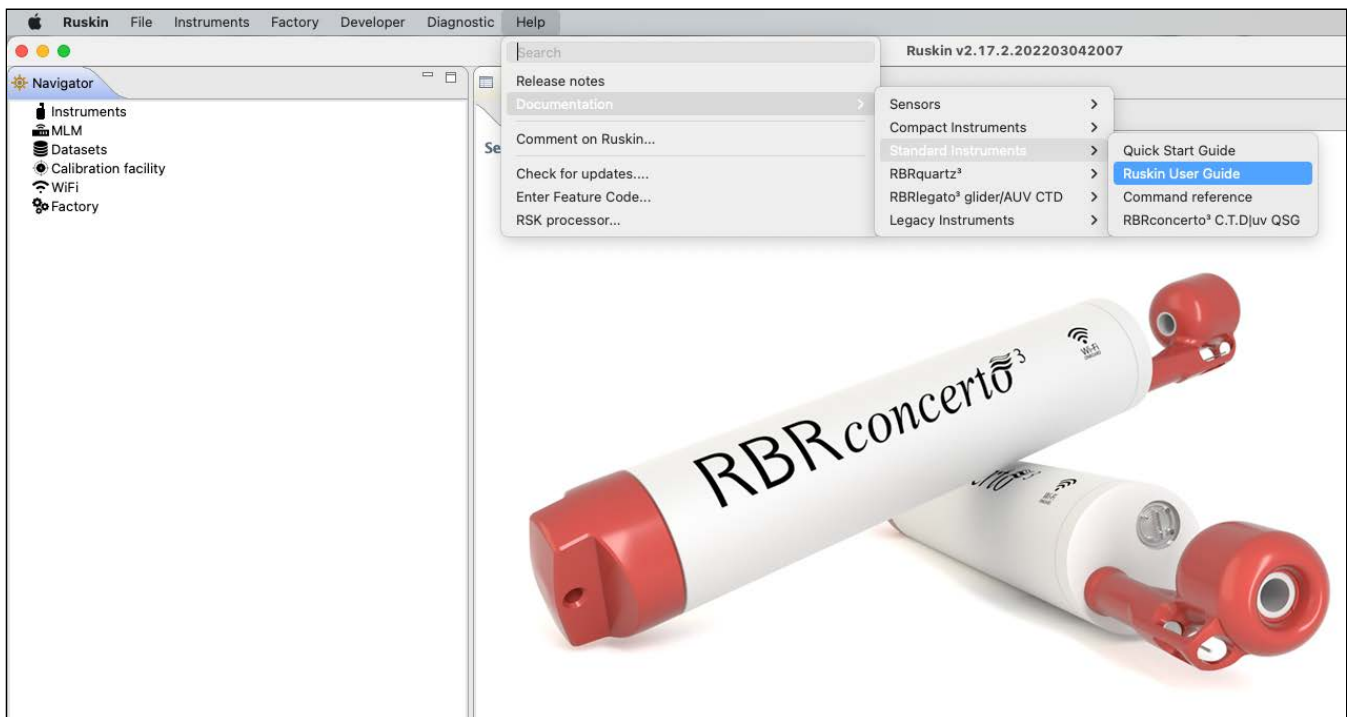 Ruskin File Instruments Factory Developer Diagnostic Help
Ruskin v2.17.2.202203042007
Navigator
Instruments
MLM
Datasets
Calibration facility
WiFi
Factory
Search
Release notes
Documentation
Comment on Ruskin...
Check for updates....
Enter Feature Code...
RSK processor...
Se
Sensors
Compact Instruments
Standard Instruments
RBRquartz³
RBRlegato³ glider/AUV CTD
Legacy Instruments
Quick Start Guide
Ruskin User Guide
Command reference
RBRconcerto³ C.T.D|uv QSG
RBRconcerto³
Wi-Fi